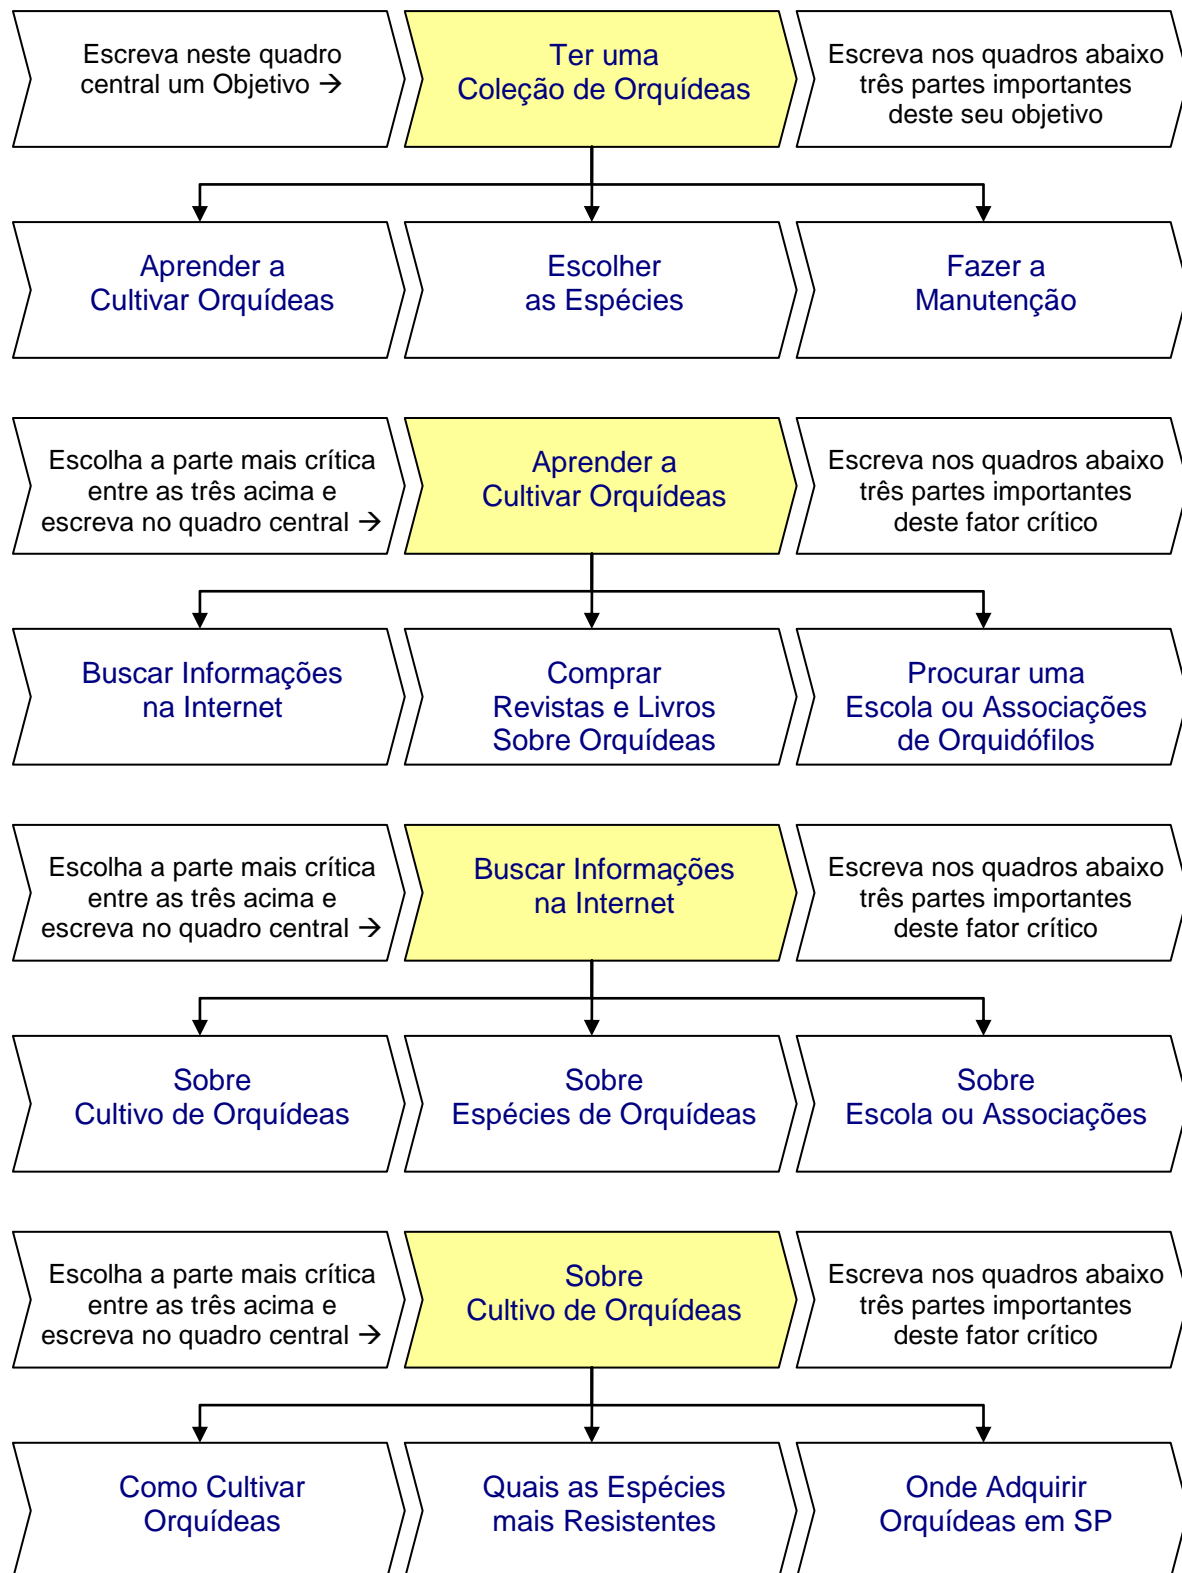 Escreva neste quadro
central um Objetivo →
Ter uma
Coleção de Orquídeas
Escreva nos quadros abaixo
três partes importantes
deste seu objetivo
Aprender a
Cultivar Orquídeas
Escolher
as Espécies
Fazer a
Manutenção
Escolha a parte mais crítica
entre as três acima e
escreva no quadro central →
Aprender a
Cultivar Orquídeas
Escreva nos quadros abaixo
três partes importantes
deste fator crítico
Buscar Informações
na Internet
Comprar
Revistas e Livros
Sobre Orquídeas
Procurar uma
Escola ou Associações
de Orquidófilos
Escolha a parte mais crítica
entre as três acima e
escreva no quadro central →
Buscar Informações
na Internet
Escreva nos quadros abaixo
três partes importantes
deste fator crítico
Sobre
Cultivo de Orquídeas
Sobre
Espécies de Orquídeas
Sobre
Escola ou Associações
Escolha a parte mais crítica
entre as três acima e
escreva no quadro central →
Sobre
Cultivo de Orquídeas
Escreva nos quadros abaixo
três partes importantes
deste fator crítico
Como Cultivar
Orquídeas
Quais as Espécies
mais Resistentes
Onde Adquirir
Orquídeas em SP